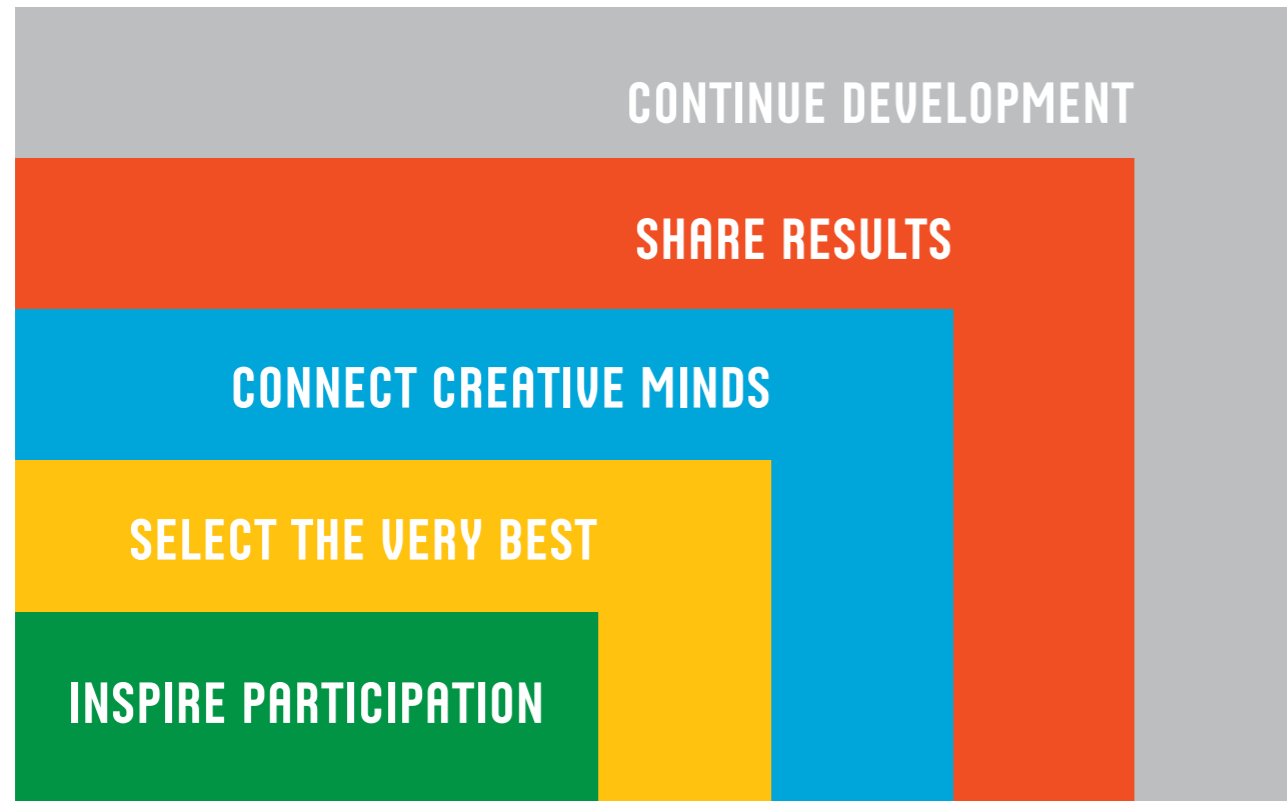 CONTINUE DEVELOPMENT
SHARE RESULTS
CONNECT CREATIVE MINDS
SELECT THE VERY BEST
INSPIRE PARTICIPATION